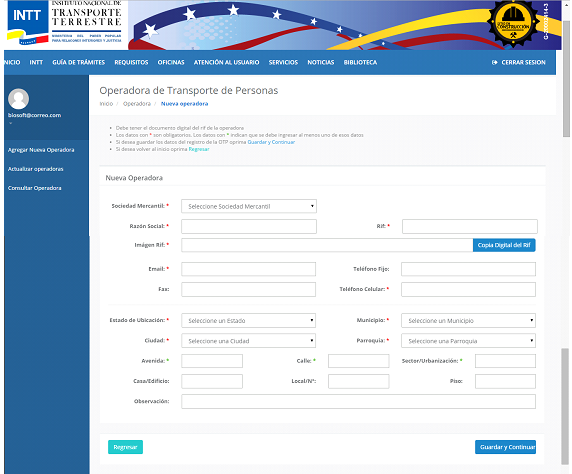 INTT
INSTITUTO NACIONAL DE
TRANSPORTE
TERRESTRE
MINISTERIO DEL PODER POPULAR
PARA RELACIONES INTERIORES Y JUSTICIA
CONSTRUCCIÓN
INICIO INTT GUÍA DE TRÁMITES REQUISITOS OFICINAS ATENCIÓN AL USUARIO SERVICIOS NOTICIAS BIBLIOTECA CERRAR SESION
blosoft@correo.com
Agregar Nueva Operadora
Actualizar operadoras
Consultar Operadora
Operadora de Transporte de Personas
Inicio / Operadora / Nueva operadora
Debe tener el documento digital del rif de la operadora
Los datos con * son obligatorios. Los datos con * indican que se debe ingresar al menos uno de esos datos
Si desea guardar los datos del registro de la OTP oprima Guardar y Continuar
Si desea volver al inicio oprima Regresar
Nueva Operadora
Sociedad Mercantil: * Seleccione Sociedad Mercantil
Razón Social: * Rif: *
Imágen Rif: * Copia Digital del Rif
Email: * Teléfono Fijo:
Fax: Teléfono Celular: *
Estado de Ubicación: * Seleccione un Estado Municipio: * Seleccione un Municipio
Ciudad: * Seleccione una Ciudad Parroquia: * Seleccione una Parroquia
Avenida: * Calle: * Sector/Urbanización: *
Casa/Edificio: Local/N°: Piso:
Observación:
Regresar Guardar y Continuar